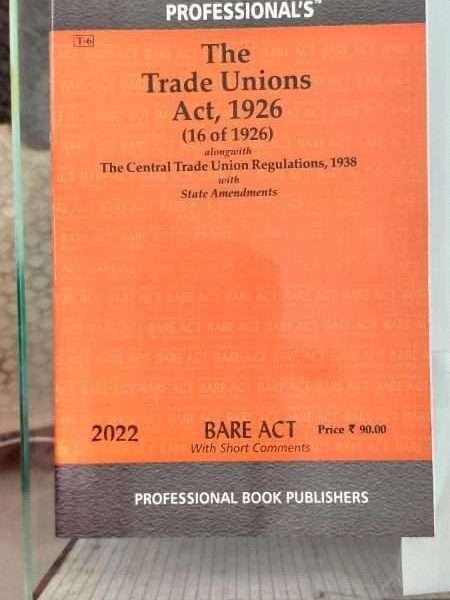 PROFESSIONAL'S™
T-6
The
Trade Unions
Act, 1926
(16 of 1926)
alongwith
The Central Trade Union Regulations, 1938
with
State Amendments
2022
BARE ACT
Price ₹ 90.00
With Short Comments
PROFESSIONAL BOOK PUBLISHERS